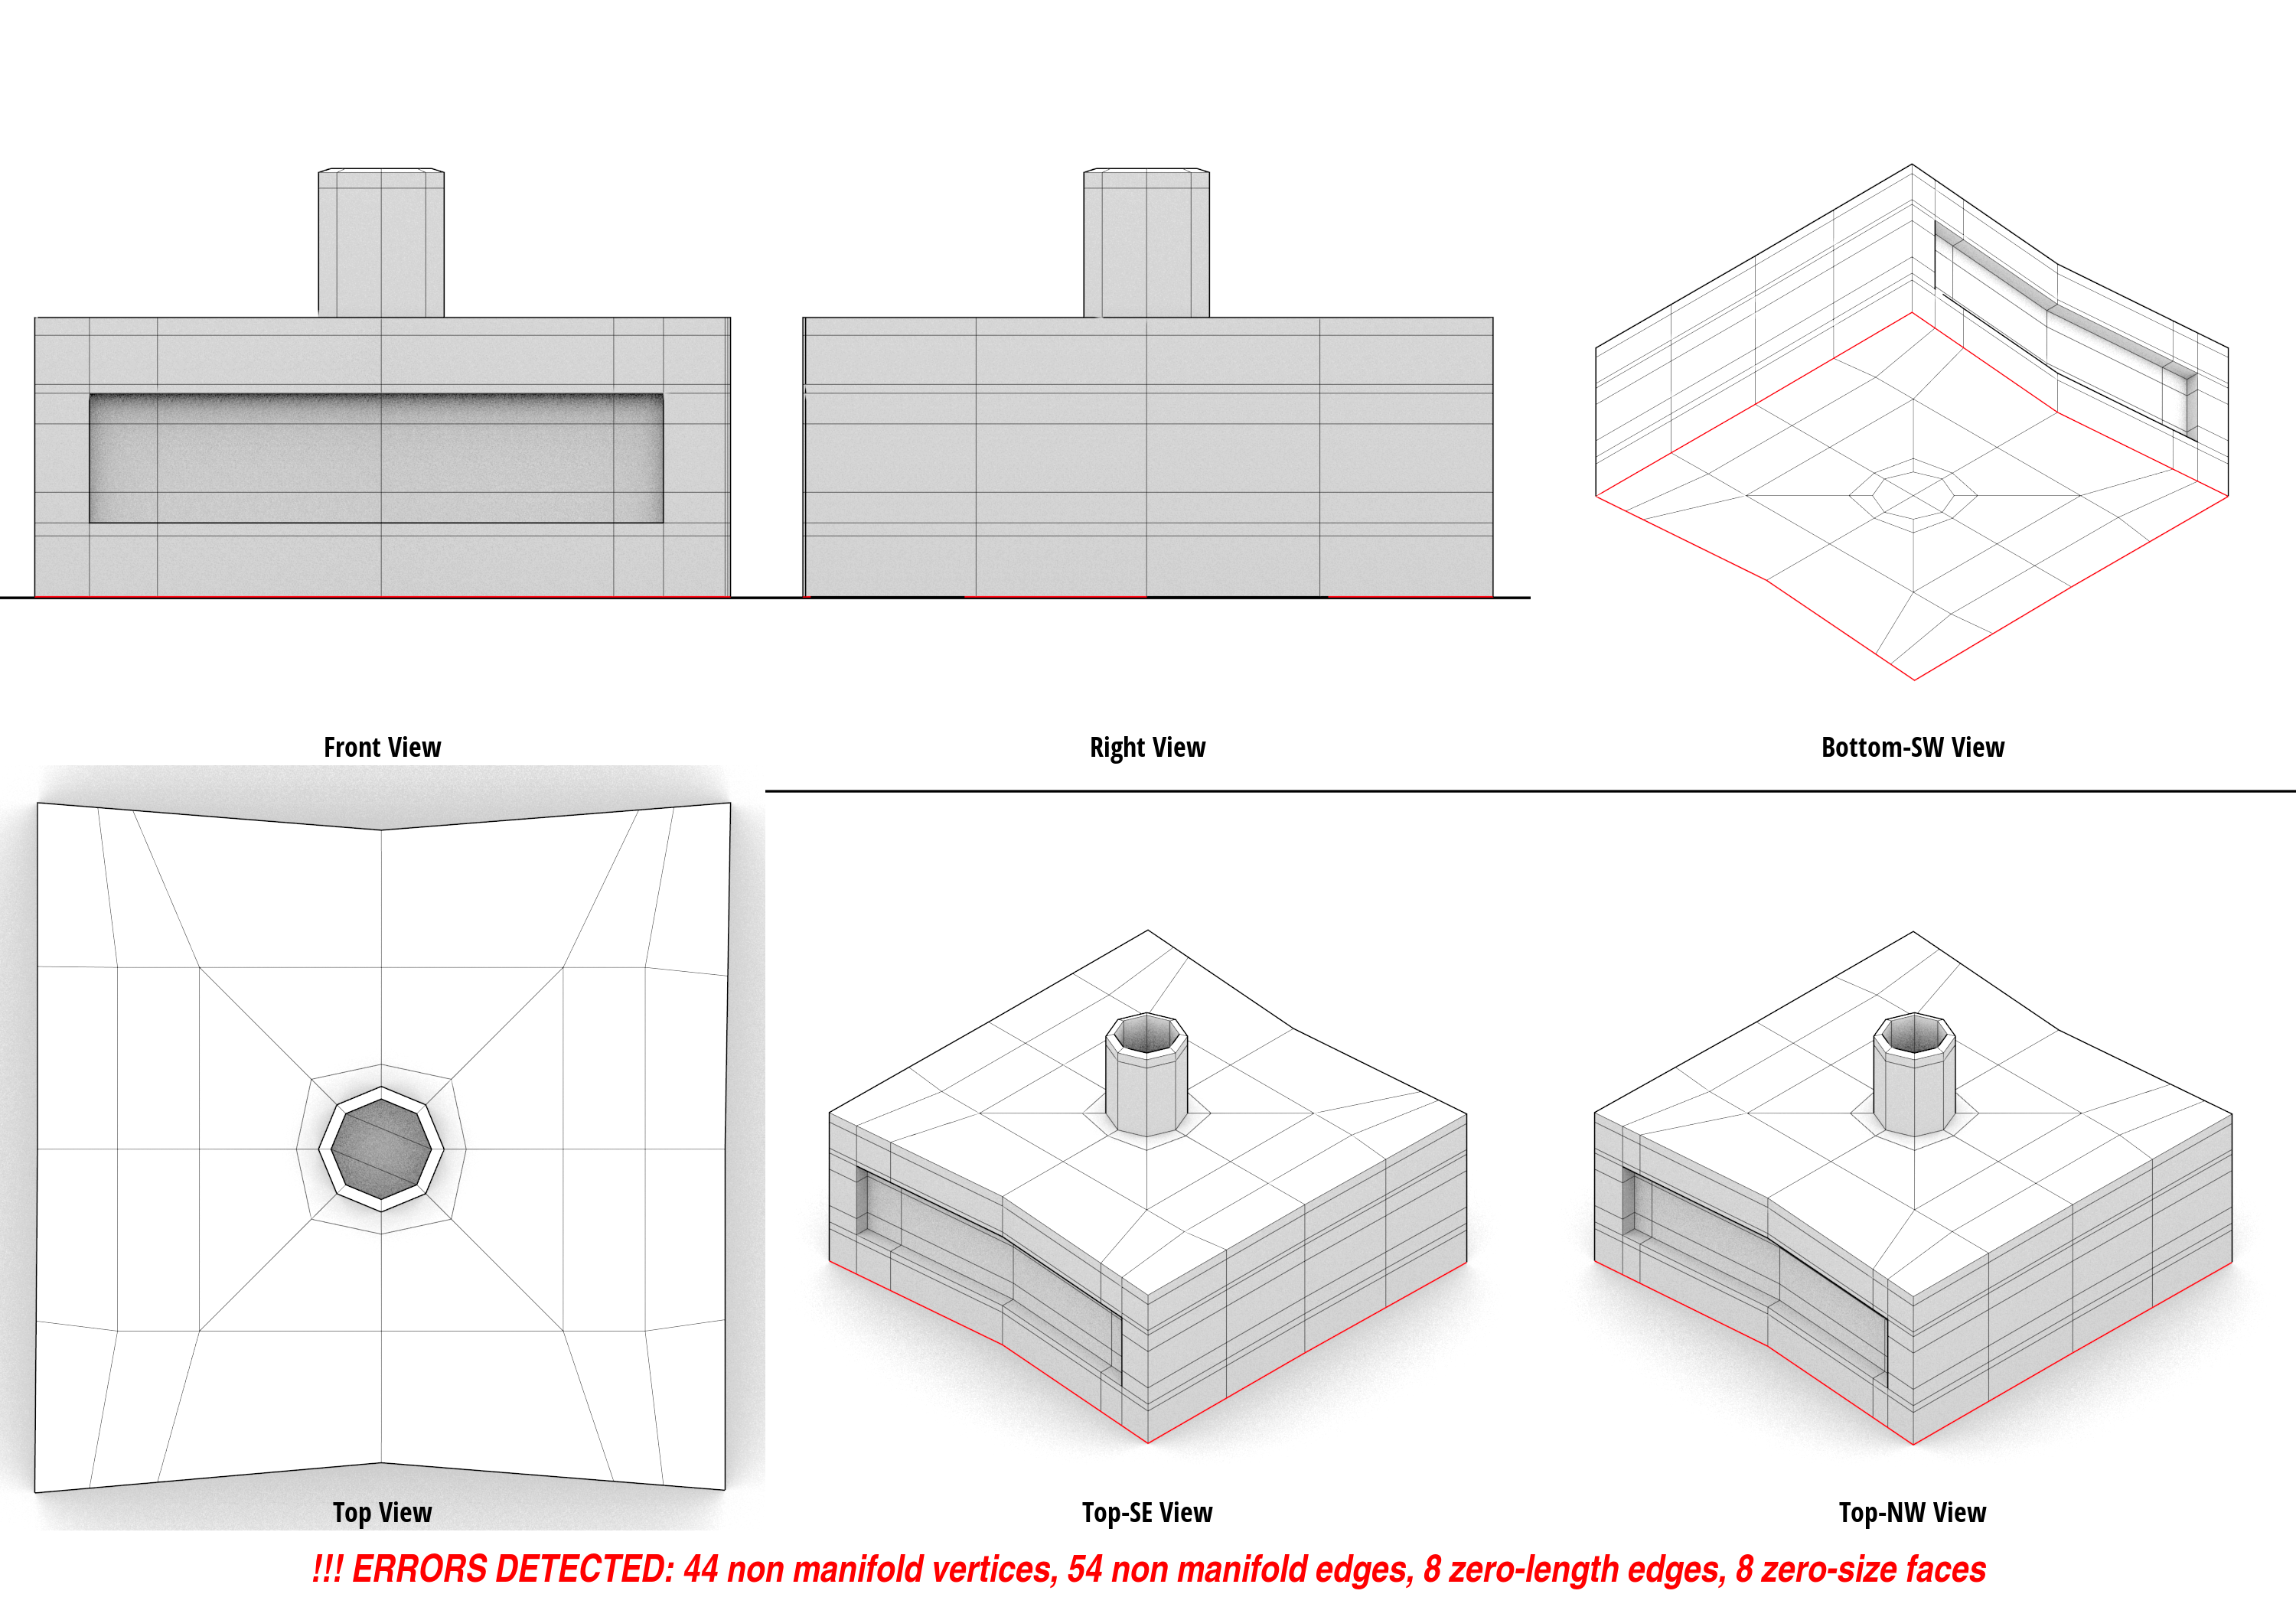 Front View
Right View
Bottom-SW View
Top View
Top-SE View
Top-NW View
!!! ERRORS DETECTED: 44 non manifold vertices, 54 non manifold edges, 8 zero-length edges, 8 zero-size faces